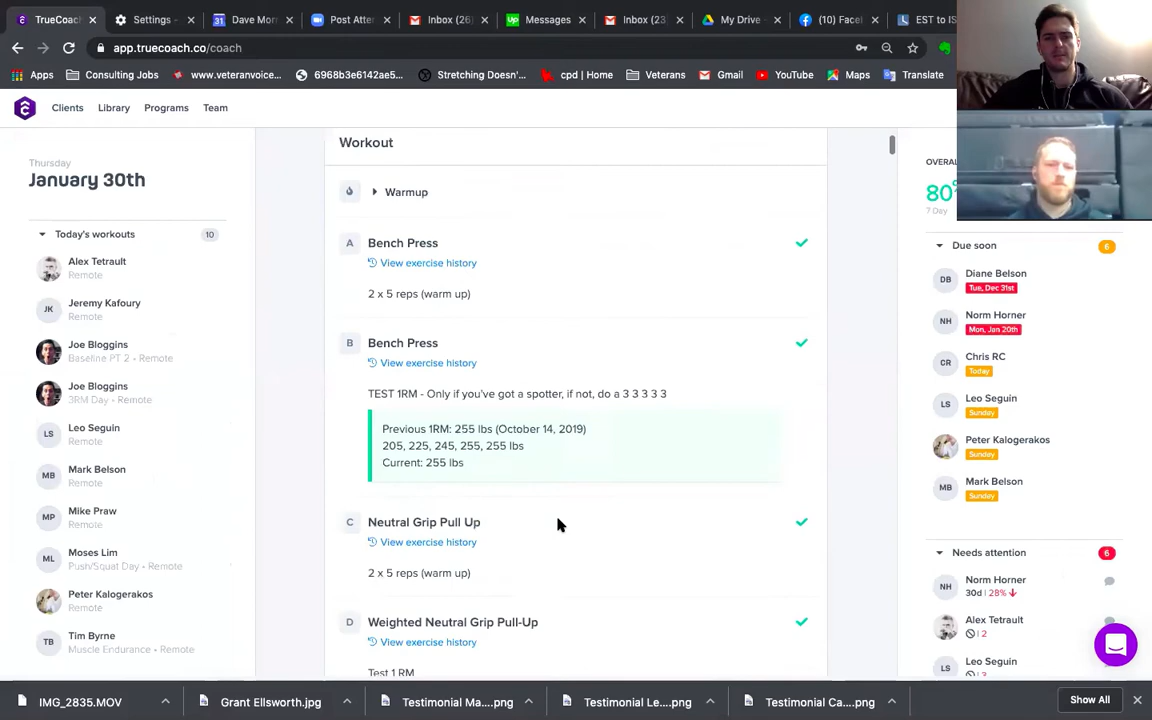 TrueCoac
Settings -
Dave Morr
Post Atter
Inbox (26)
Messages
Inbox (23
My Drive -
(10) Facel
EST to IS
app.truecoach.co/coach
Apps
Consulting Jobs
www.veteranvoice...
6968b3e6142ae5...
Stretching Doesn'...
cpd | Home
Veterans
Gmail
YouTube
Maps
Translate
Clients
Library
Programs
Team
Thursday
January 30th
Today's workouts
10
Alex Tetrault
Remote
JK
Jeremy Kafoury
Remote
Joe Bloggins
Baseline PT 2 • Remote
Joe Bloggins
3RM Day • Remote
LS
Leo Seguin
Remote
MB
Mark Belson
Remote
MP
Mike Praw
Remote
ML
Moses Lim
Push/Squat Day • Remote
Peter Kalogerakos
Remote
TB
Tim Byrne
Muscle Endurance • Remote
Workout
Warmup
A
Bench Press
View exercise history
2 x 5 reps (warm up)
B
Bench Press
View exercise history
TEST 1RM - Only if you've got a spotter, if not, do a 3 3 3 3 3
Previous 1RM: 255 lbs (October 14, 2019)
205, 225, 245, 255, 255 lbs
Current: 255 lbs
C
Neutral Grip Pull Up
View exercise history
2 x 5 reps (warm up)
D
Weighted Neutral Grip Pull-Up
View exercise history
Test 1 RM
OVERAL
80%
7 Day
Due soon
6
DB
Diane Belson
Tue, Dec 31st
NH
Norm Horner
Mon, Jan 20th
CR
Chris RC
Today
LS
Leo Seguin
Sunday
Peter Kalogerakos
Sunday
MB
Mark Belson
Sunday
Needs attention
6
NH
Norm Horner
30d | 28%
Alex Tetrault
| 2
LS
Leo Seguin
IMG_2835.MOV
Grant Ellsworth.jpg
Testimonial Ma....png
Testimonial Le....png
Testimonial Ca....png
Show All